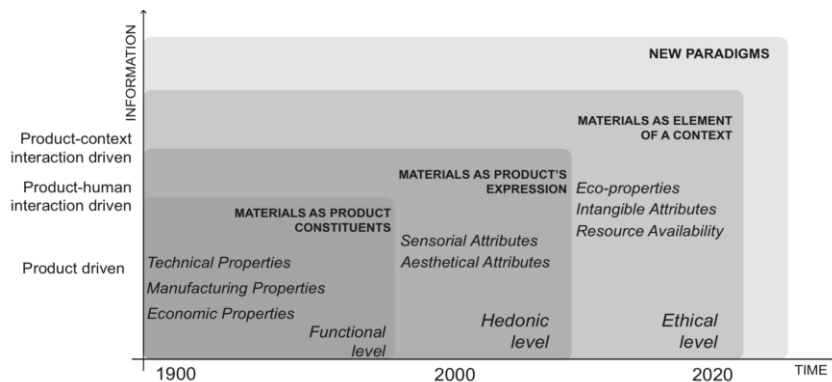 INFORMATION
NEW PARADIGMS
MATERIALS AS ELEMENT
OF A CONTEXT
Product-context
interaction driven
MATERIALS AS PRODUCT'S
EXPRESSION
Product-human
interaction driven
Eco-properties
Intangible Attributes
Resource Availability
MATERIALS AS PRODUCT
CONSTITUENTS
Sensorial Attributes
Aesthetical Attributes
Product driven
Technical Properties
Manufacturing Properties
Economic Properties
Functional
level
Hedonic
level
Ethical
level
1900
2000
2020
TIME